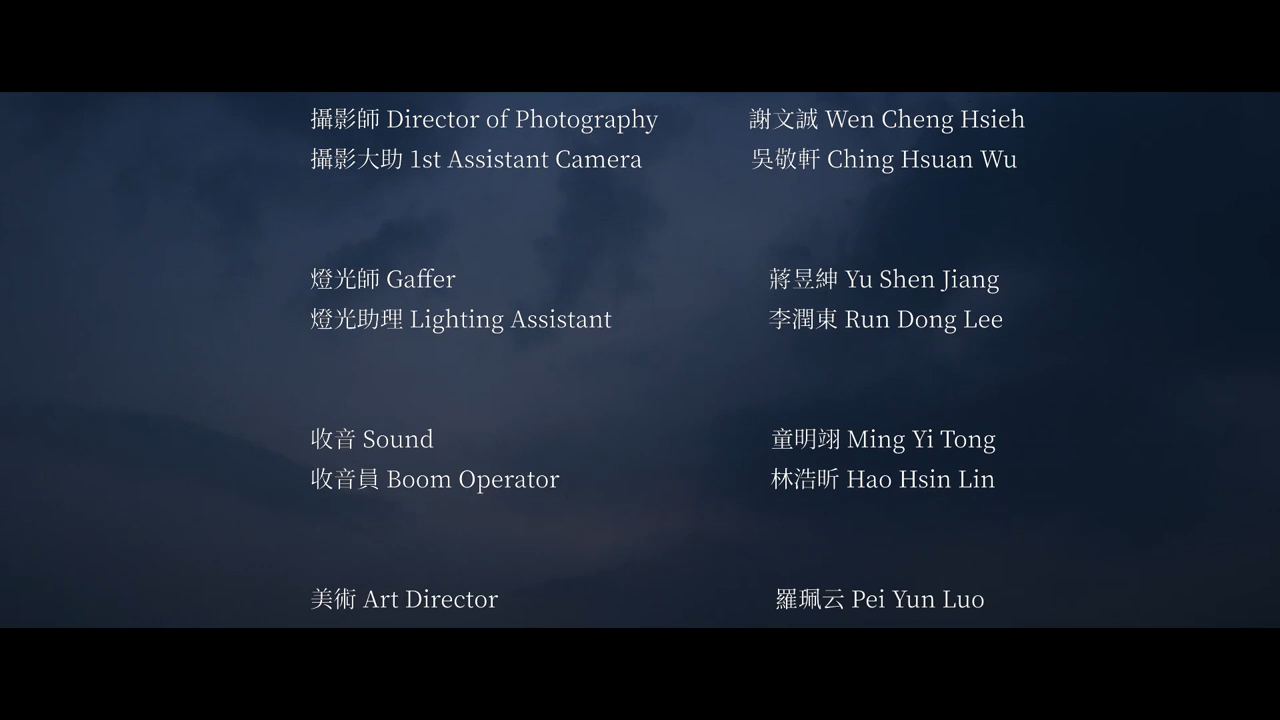 攝影師 Director of Photography 謝文誠 Wen Cheng Hsieh
攝影大助 1st Assistant Camera 吳敬軒 Ching Hsuan Wu
燈光師 Gaffer 蔣昱紳 Yu Shen Jiang
燈光助理 Lighting Assistant 李潤東 Run Dong Lee
收音 Sound 童明翊 Ming Yi Tong
收音員 Boom Operator 林浩昕 Hao Hsin Lin
美術 Art Director 羅珮云 Pei Yun Luo